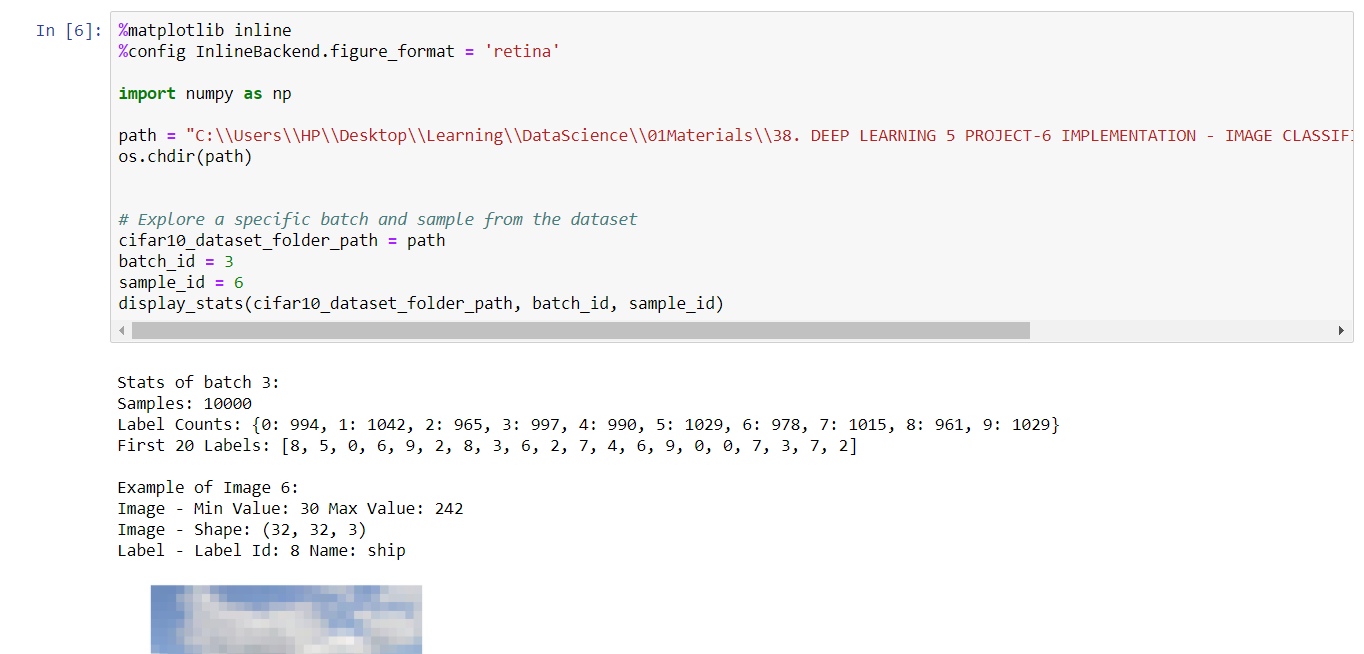 In [6]:
%matplotlib inline
%config InlineBackend.figure_format = 'retina'
import numpy as np
path = "C:\\Users\\HP\\Desktop\\Learning\\DataScience\\01Materials\\38. DEEP LEARNING 5 PROJECT-6 IMPLEMENTATION - IMAGE CLASSIF
os.chdir(path)
# Explore a specific batch and sample from the dataset
cifar10_dataset_folder_path = path
batch_id = 3
sample_id = 6
display_stats(cifar10_dataset_folder_path, batch_id, sample_id)
Stats of batch 3:
Samples: 10000
Label Counts: {0: 994, 1: 1042, 2: 965, 3: 997, 4: 990, 5: 1029, 6: 978, 7: 1015, 8: 961, 9: 1029}
First 20 Labels: [8, 5, 0, 6, 9, 2, 8, 3, 6, 2, 7, 4, 6, 9, 0, 0, 7, 3, 7, 2]
Example of Image 6:
Image - Min Value: 30 Max Value: 242
Image - Shape: (32, 32, 3)
Label - Label Id: 8 Name: ship